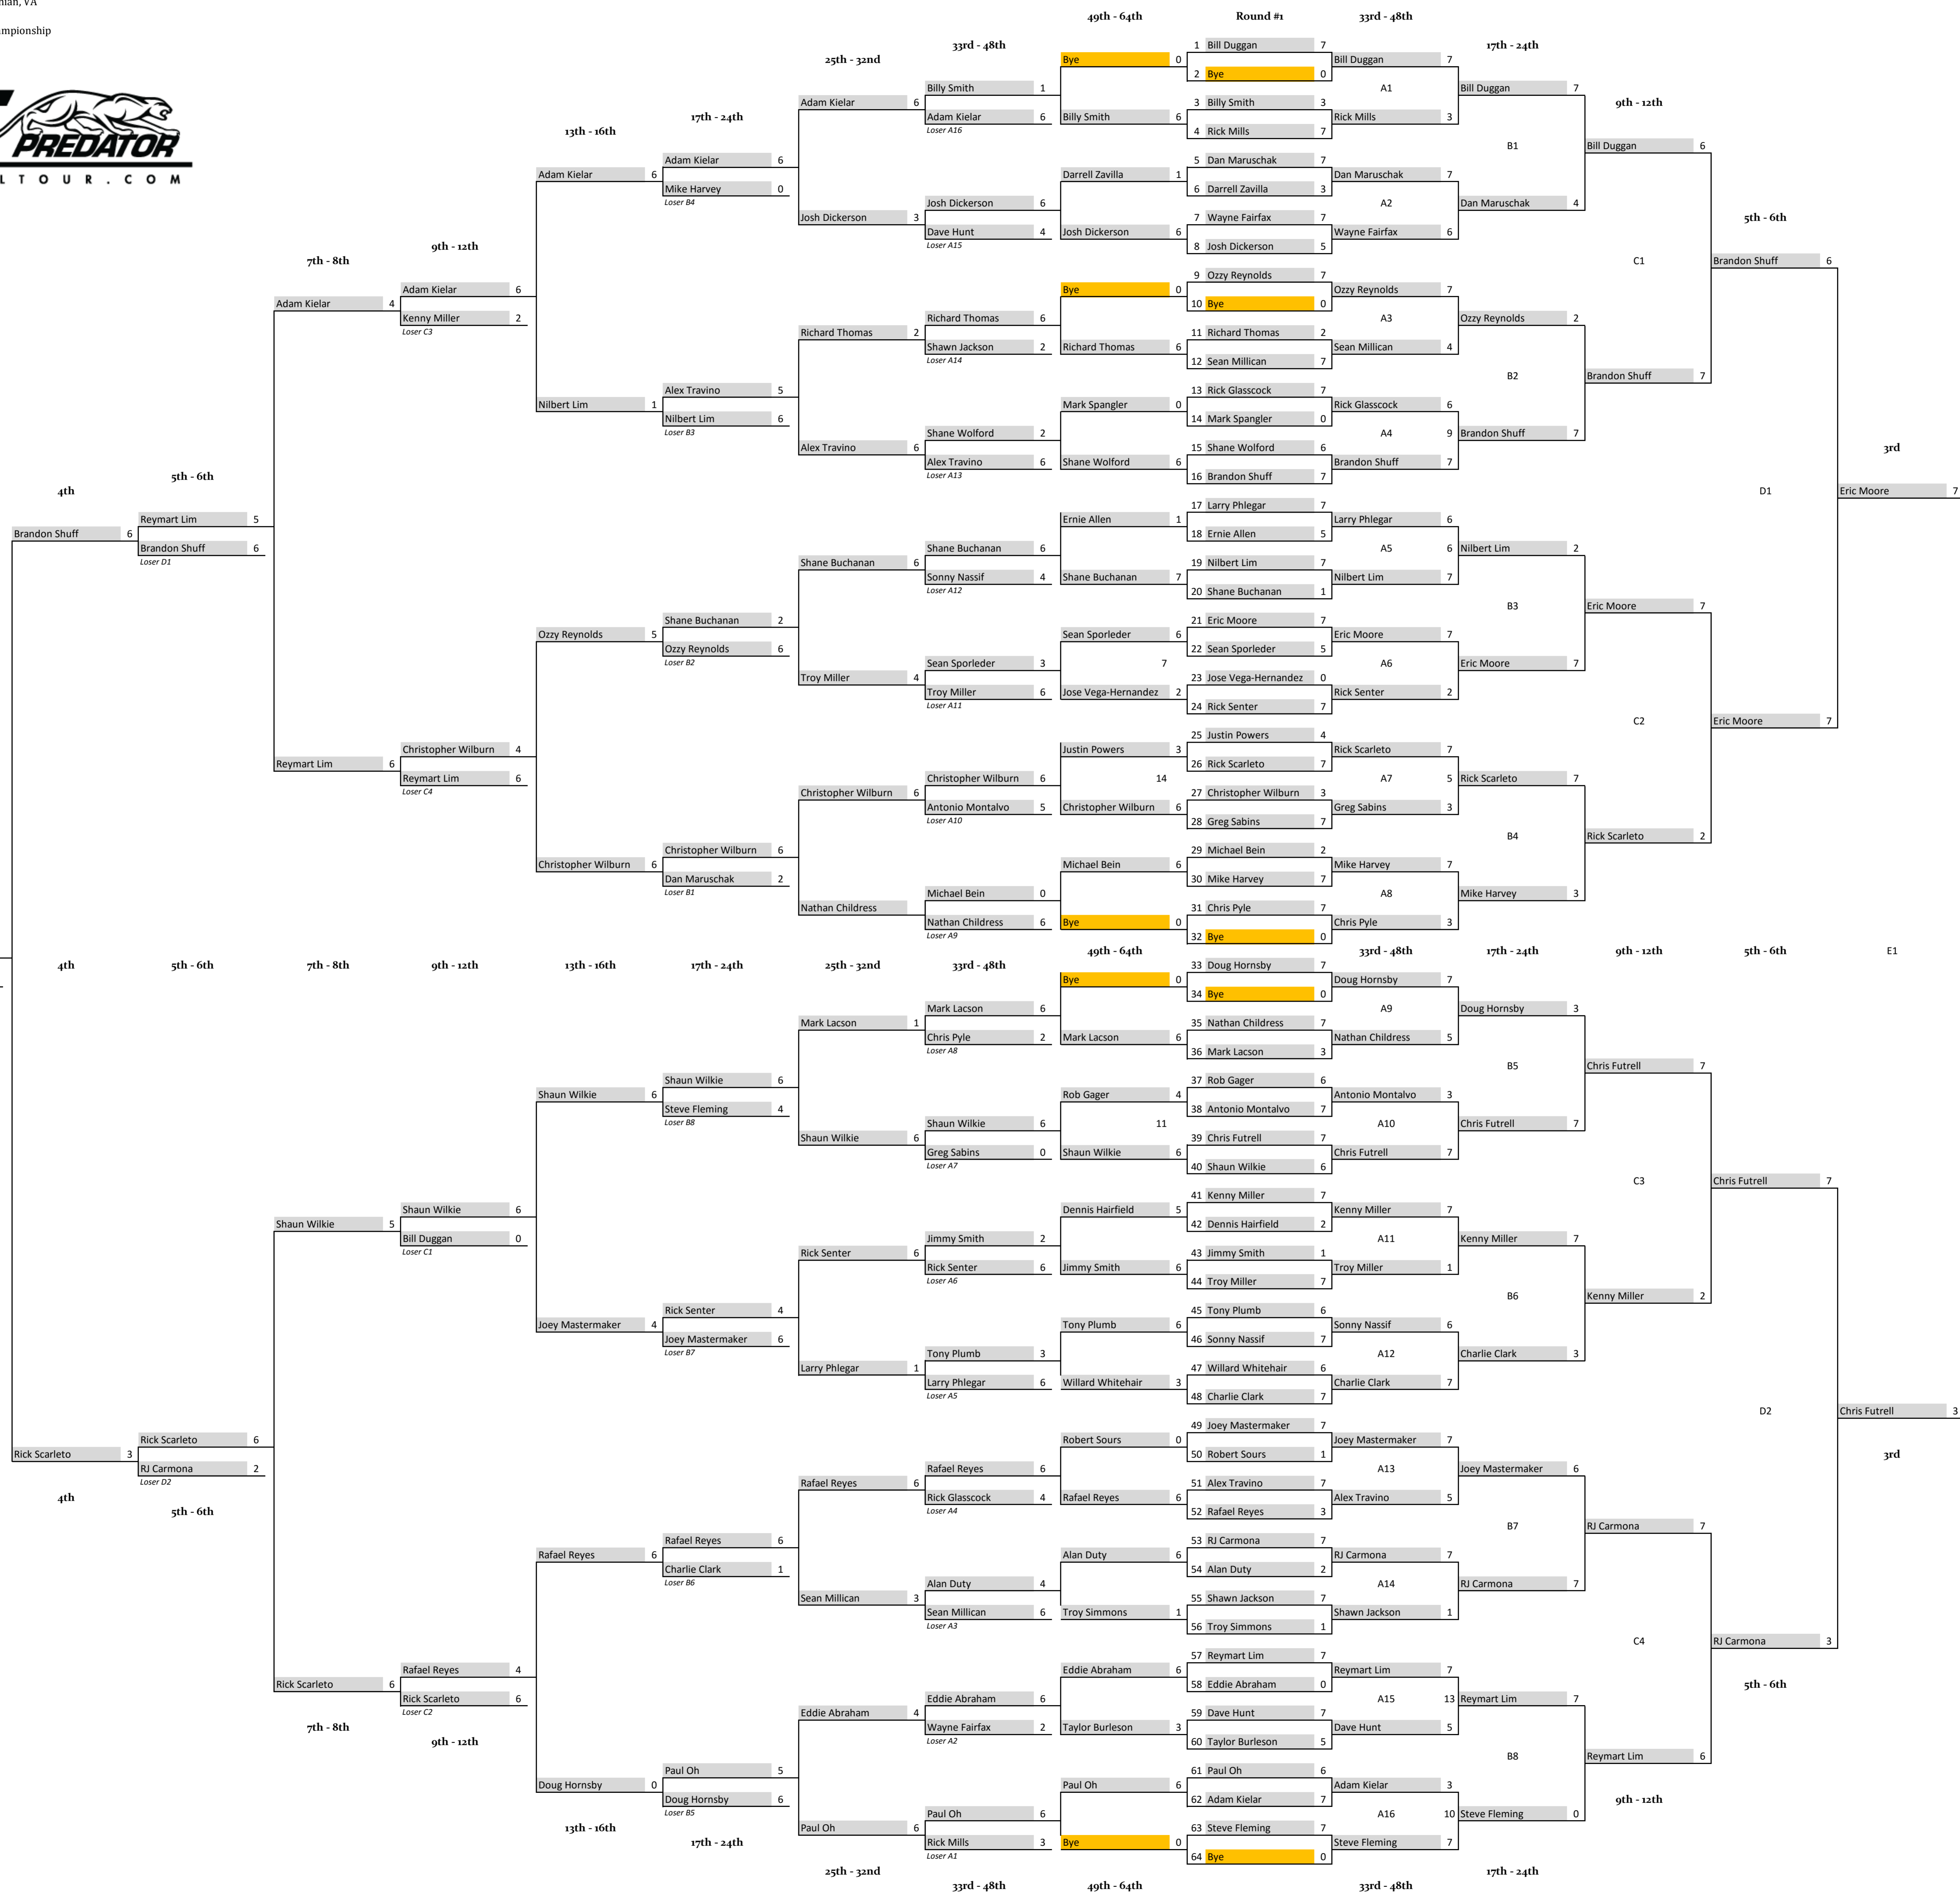 hian, VA
mpionship
PREDATOR
L T O U R . C O M
4th
Brandon Shuff 6
4th
Rick Scarleto 3
4th
5th - 6th
Reymart Lim 5
Brandon Shuff 6
Loser D1
5th - 6th
Rick Scarleto 6
RJ Carmona 2
Loser D2
5th - 6th
7th - 8th
Adam Kielar 4
Reymart Lim 6
7th - 8th
Shaun Wilkie 5
Rick Scarleto 6
7th - 8th
9th - 12th
Adam Kielar 6
Kenny Miller 2
Loser C3
Christopher Wilburn 4
Reymart Lim 6
Loser C4
9th - 12th
Shaun Wilkie 6
Bill Duggan 0
Loser C1
Rafael Reyes 4
Rick Scarleto 6
Loser C2
9th - 12th
13th - 16th
Adam Kielar 6
Nilbert Lim 1
Ozzy Reynolds 5
Christopher Wilburn 6
13th - 16th
Shaun Wilkie 6
Joey Mastermaker 4
Rafael Reyes 6
Doug Hornsby 0
13th - 16th
17th - 24th
Adam Kielar 6
Mike Harvey 0
Loser B4
Alex Travino 5
Nilbert Lim 6
Loser B3
Shane Buchanan 2
Ozzy Reynolds 6
Loser B2
Christopher Wilburn 6
Dan Maruschak 2
Loser B1
17th - 24th
Shaun Wilkie 6
Steve Fleming 4
Loser B8
Rick Senter 4
Joey Mastermaker 6
Loser B7
Rafael Reyes 6
Charlie Clark 1
Loser B6
Paul Oh 5
Doug Hornsby 6
Loser B5
17th - 24th
25th - 32nd
Adam Kielar 6
Josh Dickerson 3
Richard Thomas 2
Alex Travino 6
Shane Buchanan 6
Troy Miller 4
Christopher Wilburn 6
Nathan Childress
25th - 32nd
Mark Lacson 1
Shaun Wilkie 6
Rick Senter 6
Larry Phlegar 1
Rafael Reyes 6
Sean Millican 3
Eddie Abraham 4
Paul Oh 6
25th - 32nd
33rd - 48th
Billy Smith 1
Adam Kielar 6
Loser A16
Josh Dickerson 6
Dave Hunt 4
Loser A15
Richard Thomas 6
Shawn Jackson 2
Loser A14
Shane Wolford 2
Alex Travino 6
Loser A13
Shane Buchanan 6
Sonny Nassif 4
Loser A12
Sean Sporleder 3
Troy Miller 6
Loser A11
Christopher Wilburn 6
Antonio Montalvo 5
Loser A10
Michael Bein 0
Nathan Childress 6
Loser A9
33rd - 48th
Mark Lacson 6
Chris Pyle 2
Loser A8
Shaun Wilkie 6
Greg Sabins 0
Loser A7
Jimmy Smith 2
Rick Senter 6
Loser A6
Tony Plumb 3
Larry Phlegar 6
Loser A5
Rafael Reyes 6
Rick Glasscock 4
Loser A4
Alan Duty 4
Sean Millican 6
Loser A3
Eddie Abraham 6
Wayne Fairfax 2
Loser A2
Paul Oh 6
Rick Mills 3
Loser A1
33rd - 48th
49th - 64th
Bye 0
Billy Smith 6
Darrell Zavilla 1
Josh Dickerson 6
Bye 0
Richard Thomas 6
Mark Spangler 0
Shane Wolford 6
Ernie Allen 1
Shane Buchanan 7
Sean Sporleder 6
7
Jose Vega-Hernandez 2
Justin Powers 3
14
Christopher Wilburn 6
Michael Bein 6
Bye 0
49th - 64th
Bye 0
Mark Lacson 6
Rob Gager 4
11
Shaun Wilkie 6
Dennis Hairfield 5
Jimmy Smith 6
Tony Plumb 6
Willard Whitehair 3
Robert Sours 0
Rafael Reyes 6
Alan Duty 6
Troy Simmons 1
Eddie Abraham 6
Taylor Burleson 3
Paul Oh 6
Bye 0
49th - 64th
Round #1
1 Bill Duggan 7
2 Bye 0
3 Billy Smith 3
4 Rick Mills 7
5 Dan Maruschak 7
6 Darrell Zavilla 3
7 Wayne Fairfax 7
8 Josh Dickerson 5
9 Ozzy Reynolds 7
10 Bye 0
11 Richard Thomas 2
12 Sean Millican 7
13 Rick Glasscock 7
14 Mark Spangler 0
15 Shane Wolford 6
16 Brandon Shuff 7
17 Larry Phlegar 7
18 Ernie Allen 5
19 Nilbert Lim 7
20 Shane Buchanan 1
21 Eric Moore 7
22 Sean Sporleder 5
23 Jose Vega-Hernandez 0
24 Rick Senter 7
25 Justin Powers 4
26 Rick Scarleto 7
27 Christopher Wilburn 3
28 Greg Sabins 7
29 Michael Bein 2
30 Mike Harvey 7
31 Chris Pyle 7
32 Bye 0
33 Doug Hornsby 7
34 Bye 0
35 Nathan Childress 7
36 Mark Lacson 3
37 Rob Gager 6
38 Antonio Montalvo 7
39 Chris Futrell 7
40 Shaun Wilkie 6
41 Kenny Miller 7
42 Dennis Hairfield 2
43 Jimmy Smith 1
44 Troy Miller 7
45 Tony Plumb 6
46 Sonny Nassif 7
47 Willard Whitehair 6
48 Charlie Clark 7
49 Joey Mastermaker 7
50 Robert Sours 1
51 Alex Travino 7
52 Rafael Reyes 3
53 RJ Carmona 7
54 Alan Duty 2
55 Shawn Jackson 7
56 Troy Simmons 1
57 Reymart Lim 7
58 Eddie Abraham 0
59 Dave Hunt 7
60 Taylor Burleson 5
61 Paul Oh 6
62 Adam Kielar 7
63 Steve Fleming 7
64 Bye 0
33rd - 48th
Bill Duggan 7
A1
Rick Mills 3
Dan Maruschak 7
A2
Wayne Fairfax 6
Ozzy Reynolds 7
A3
Sean Millican 4
Rick Glasscock 6
A4 9
Brandon Shuff 7
Larry Phlegar 6
A5 6
Nilbert Lim 7
Eric Moore 7
A6
Rick Senter 2
Rick Scarleto 7
A7 5
Greg Sabins 3
Mike Harvey 7
A8
Chris Pyle 3
33rd - 48th
Doug Hornsby 7
A9
Nathan Childress 5
Antonio Montalvo 3
A10
Chris Futrell 7
Kenny Miller 7
A11
Troy Miller 1
Sonny Nassif 6
A12
Charlie Clark 7
Joey Mastermaker 7
A13
Alex Travino 5
RJ Carmona 7
A14
Shawn Jackson 1
Reymart Lim 7
A15 13
Dave Hunt 5
Adam Kielar 3
A16 10
Steve Fleming 7
33rd - 48th
17th - 24th
Bill Duggan 7
B1
Dan Maruschak 4
Ozzy Reynolds 2
B2
Brandon Shuff 7
Nilbert Lim 2
B3
Eric Moore 7
Rick Scarleto 7
B4
Mike Harvey 3
17th - 24th
Doug Hornsby 3
B5
Chris Futrell 7
Kenny Miller 7
B6
Charlie Clark 3
Joey Mastermaker 6
B7
RJ Carmona 7
Reymart Lim 7
B8
Steve Fleming 0
17th - 24th
9th - 12th
Bill Duggan 6
C1
Brandon Shuff 7
Eric Moore 7
C2
Rick Scarleto 2
9th - 12th
Chris Futrell 7
C3
Kenny Miller 2
RJ Carmona 7
C4
Reymart Lim 6
9th - 12th
5th - 6th
Brandon Shuff 6
D1
Eric Moore 7
5th - 6th
Chris Futrell 7
D2
RJ Carmona 3
5th - 6th
3rd
Eric Moore 7
E1
Chris Futrell 3
3rd